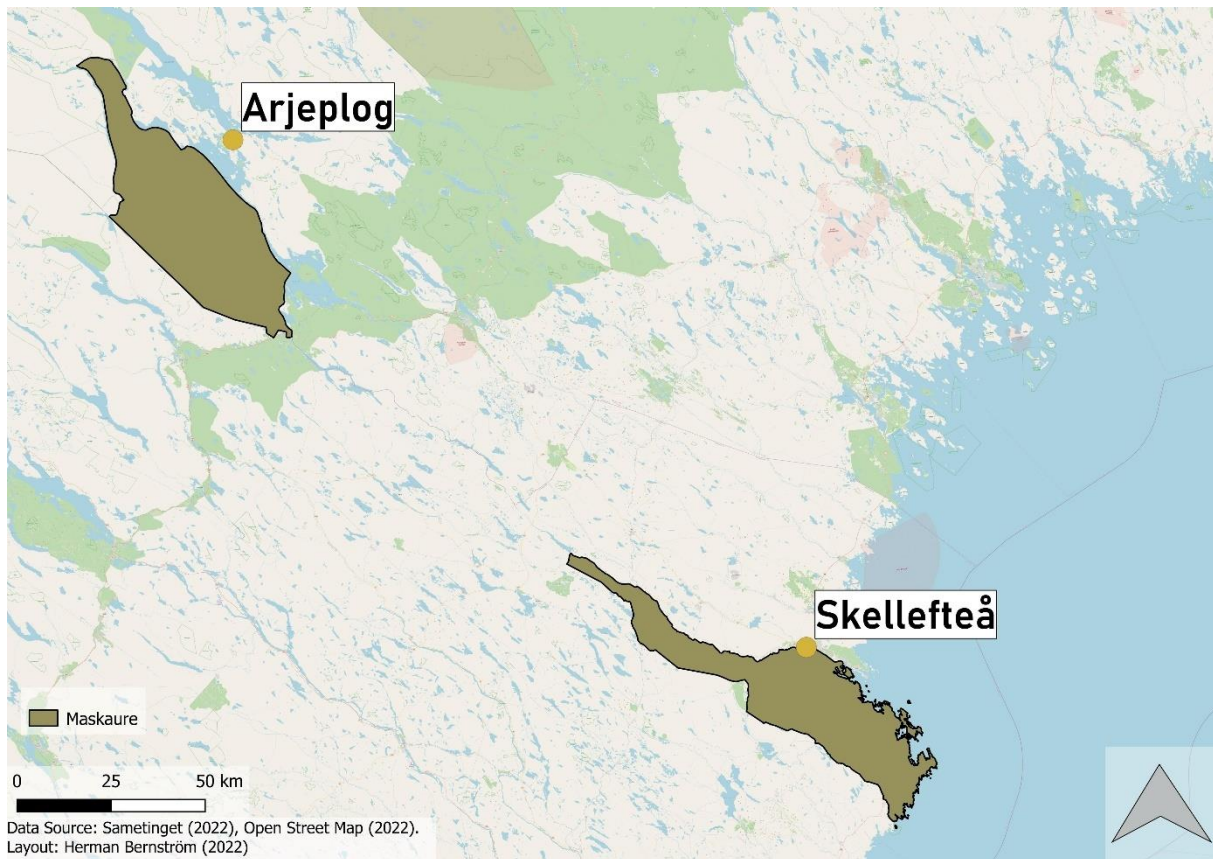 Arjeplog
Skellefteå
Maskaure
0 25 50 km
Data Source: Sametinget (2022), Open Street Map (2022).
Layout: Herman Bernström (2022)